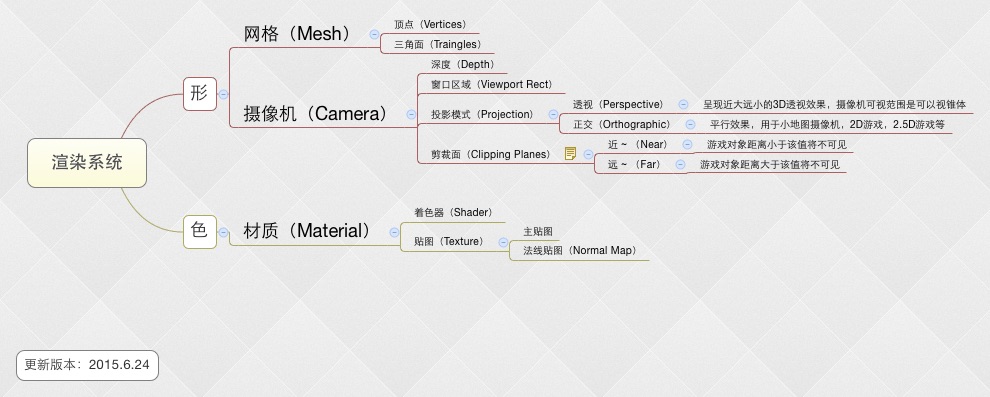 渲染系统
形
网格（Mesh）
顶点（Vertices）
三角面（Traingles）
摄像机（Camera）
深度（Depth）
窗口区域（Viewport Rect）
投影模式（Projection）
透视（Perspective）
呈现近大远小的3D透视效果，摄像机可视范围是可以视锥体
正交（Orthographic）
平行效果，用于小地图摄像机，2D游戏，2.5D游戏等
剪裁面（Clipping Planes）
近 ~ （Near）
游戏对象距离小于该值将不可见
远 ~ （Far）
游戏对象距离大于该值将不可见
色
材质（Material）
着色器（Shader）
贴图（Texture）
主贴图
法线贴图（Normal Map）
更新版本：2015.6.24